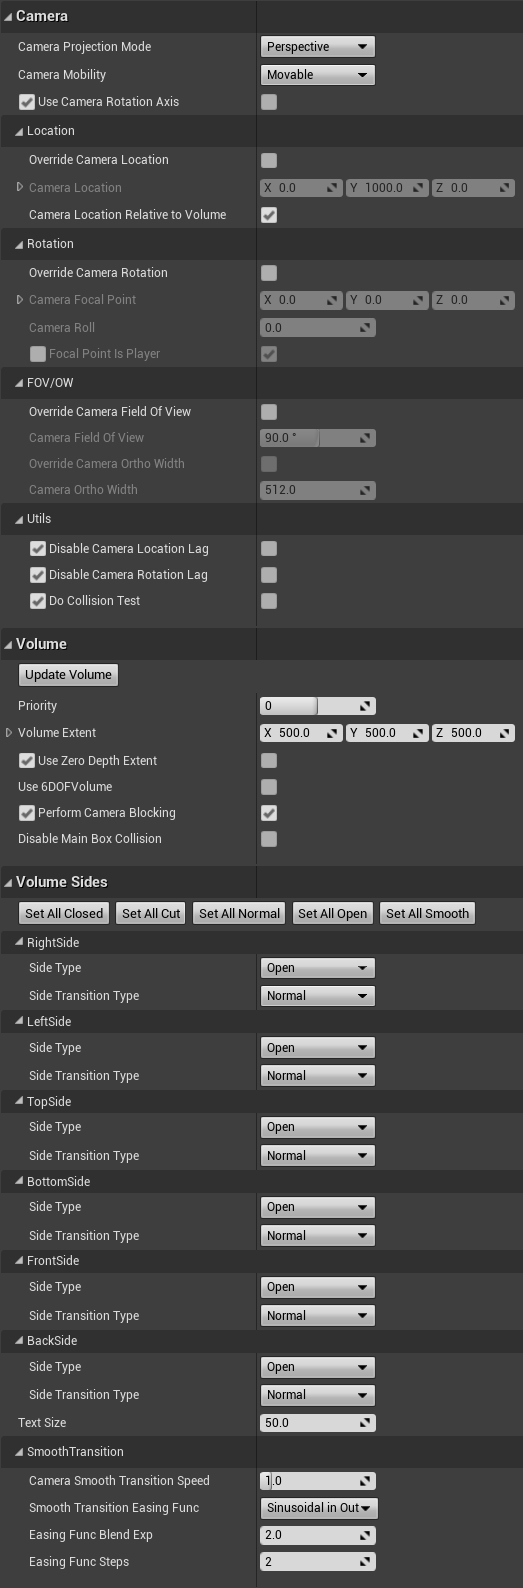 Camera
Camera Projection Mode Perspective
Camera Mobility Movable
Use Camera Rotation Axis
Location
Override Camera Location
Camera Location X 0.0 Y 1000.0 Z 0.0
Camera Location Relative to Volume
Rotation
Override Camera Rotation
Camera Focal Point X 0.0 Y 0.0 Z 0.0
Camera Roll 0.0
Focal Point Is Player
FOV/OW
Override Camera Field Of View
Camera Field Of View 90.0 °
Override Camera Ortho Width
Camera Ortho Width 512.0
Utils
Disable Camera Location Lag
Disable Camera Rotation Lag
Do Collision Test
Volume
Update Volume
Priority 0
Volume Extent X 500.0 Y 500.0 Z 500.0
Use Zero Depth Extent
Use 6DOFVolume
Perform Camera Blocking
Disable Main Box Collision
Volume Sides
Set All Closed Set All Cut Set All Normal Set All Open Set All Smooth
RightSide
Side Type Open
Side Transition Type Normal
LeftSide
Side Type Open
Side Transition Type Normal
TopSide
Side Type Open
Side Transition Type Normal
BottomSide
Side Type Open
Side Transition Type Normal
FrontSide
Side Type Open
Side Transition Type Normal
BackSide
Side Type Open
Side Transition Type Normal
Text Size 50.0
SmoothTransition
Camera Smooth Transition Speed 1.0
Smooth Transition Easing Func Sinusoidal in Out
Easing Func Blend Exp 2.0
Easing Func Steps 2